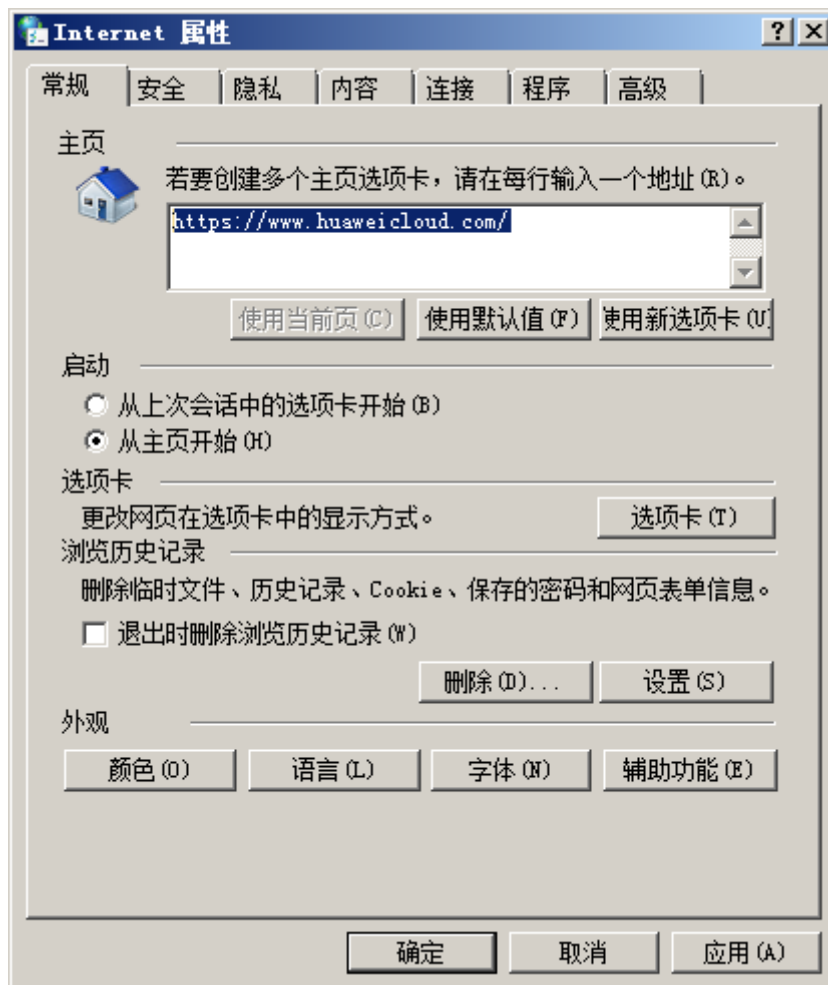 Internet 属性
常规 安全 隐私 内容 连接 程序 高级
主页
若要创建多个主页选项卡，请在每行输入一个地址(R)。
https://www.huaweicloud.com/
使用当前页(C) 使用默认值(F) 使用新选项卡(U)
启动
从上次会话中的选项卡开始(B)
从主页开始(H)
选项卡
更改网页在选项卡中的显示方式。 选项卡(T)
浏览历史记录
删除临时文件、历史记录、Cookie、保存的密码和网页表单信息。
退出时删除浏览历史记录(W)
删除(D)... 设置(S)
外观
颜色(O) 语言(L) 字体(N) 辅助功能(E)
确定 取消 应用(A)